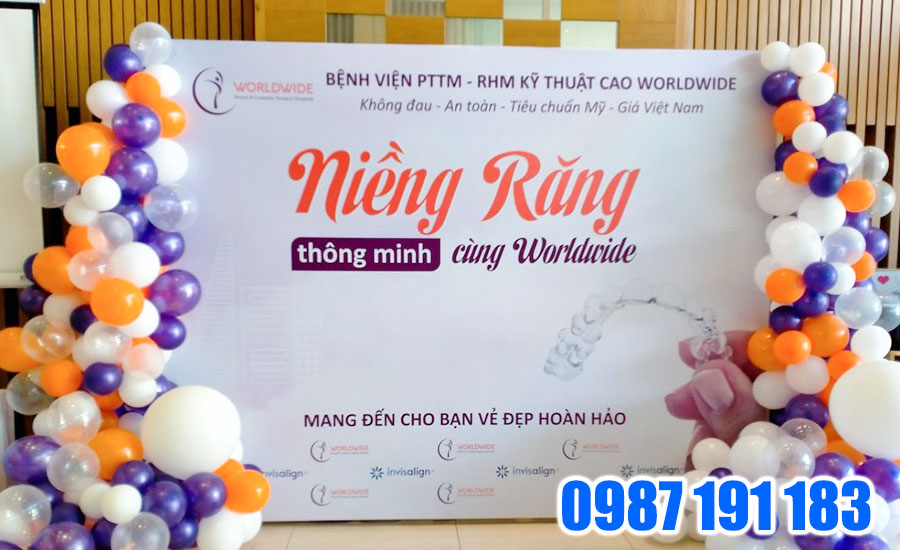 WORLDWIDE
BỆNH VIỆN PTTM - RHM KỸ THUẬT CAO WORLDWIDE
Không đau - An toàn - Tiêu chuẩn Mỹ - Giá Việt Nam
Niềng Răng
thông minh cùng Worldwide
MANG ĐẾN CHO BẠN VẺ ĐẸP HOÀN HẢO
WORLDWIDE WORLDWIDE WORLDWIDE
invisalign invisalign invisalign invisalign
WORLDWIDE WORLDWIDE WORLDWIDE
0987 191 183